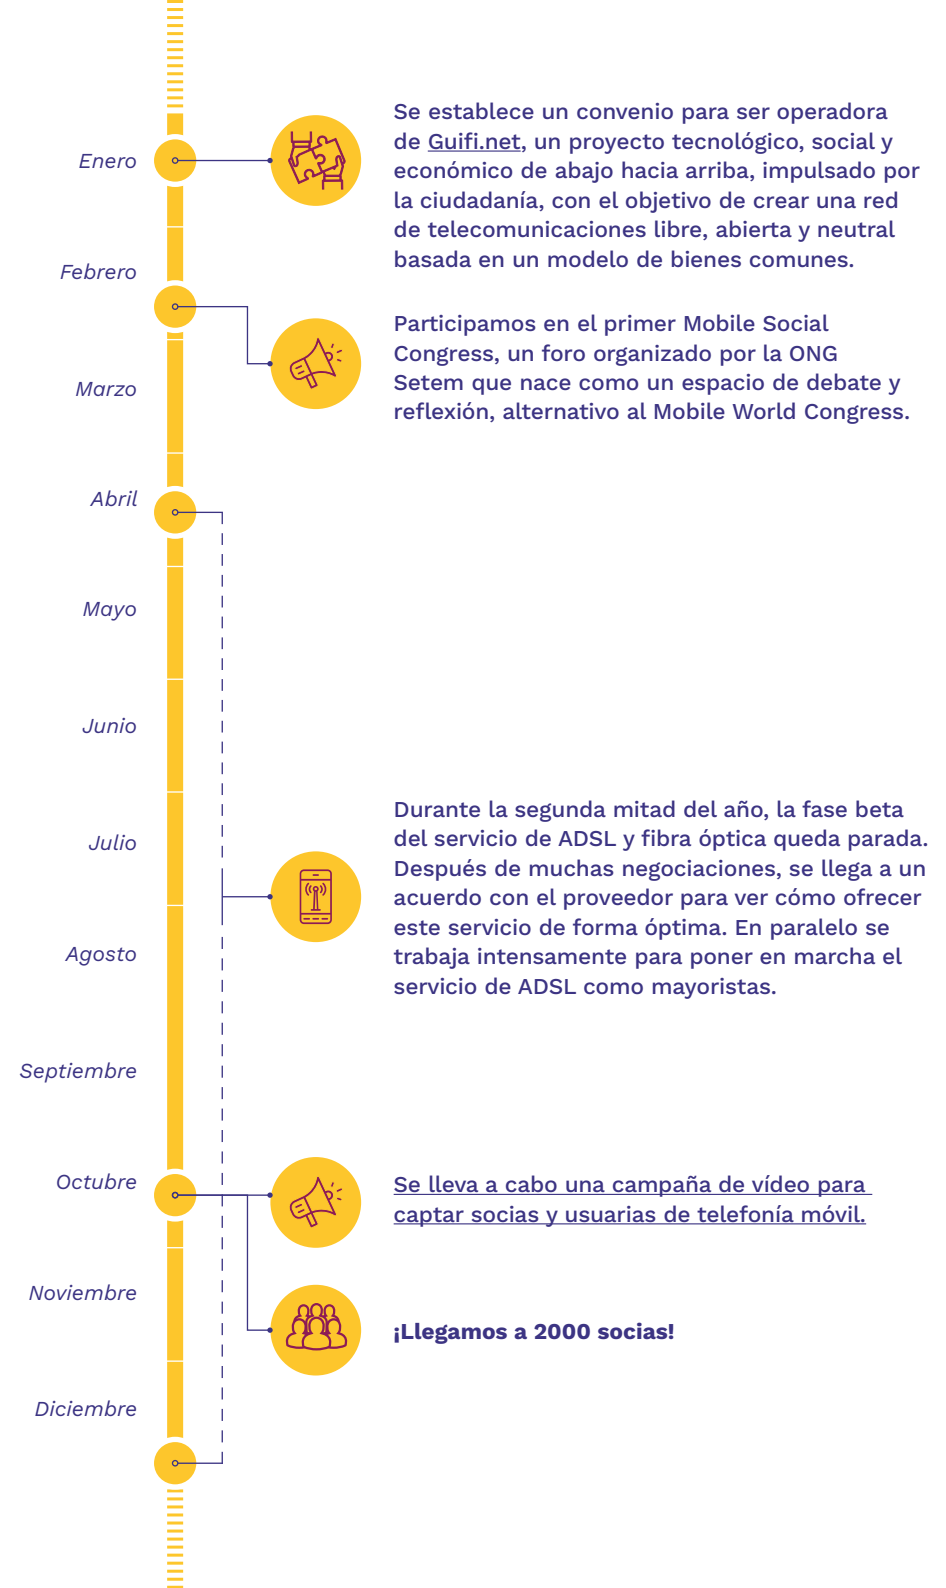 Enero
Se establece un convenio para ser operadora
de Guifi.net, un proyecto tecnológico, social y
económico de abajo hacia arriba, impulsado por
la ciudadanía, con el objetivo de crear una red
de telecomunicaciones libre, abierta y neutral
basada en un modelo de bienes comunes.
Febrero
Participamos en el primer Mobile Social
Congress, un foro organizado por la ONG
Setem que nace como un espacio de debate y
reflexión, alternativo al Mobile World Congress.
Marzo
Abril
Mayo
Junio
Julio
Durante la segunda mitad del año, la fase beta
del servicio de ADSL y fibra óptica queda parada.
Después de muchas negociaciones, se llega a un
acuerdo con el proveedor para ver cómo ofrecer
este servicio de forma óptima. En paralelo se
trabaja intensamente para poner en marcha el
servicio de ADSL como mayoristas.
Agosto
Septiembre
Octubre
Se lleva a cabo una campaña de vídeo para
captar socias y usuarias de telefonía móvil.
Noviembre
¡Llegamos a 2000 socias!
Diciembre